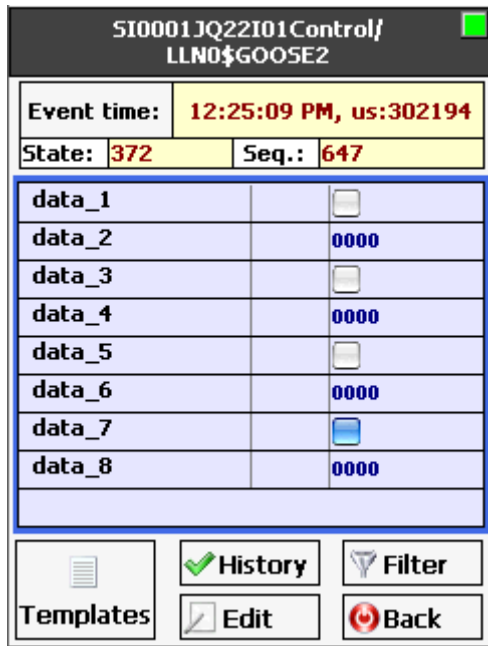 SI0001JQ22I01Control/
LLN0$GOOSE2
Event time: 12:25:09 PM, us:302194
State: 372 Seq.: 647
data_1
data_2 0000
data_3
data_4 0000
data_5
data_6 0000
data_7
data_8 0000
Templates
History
Filter
Edit
Back